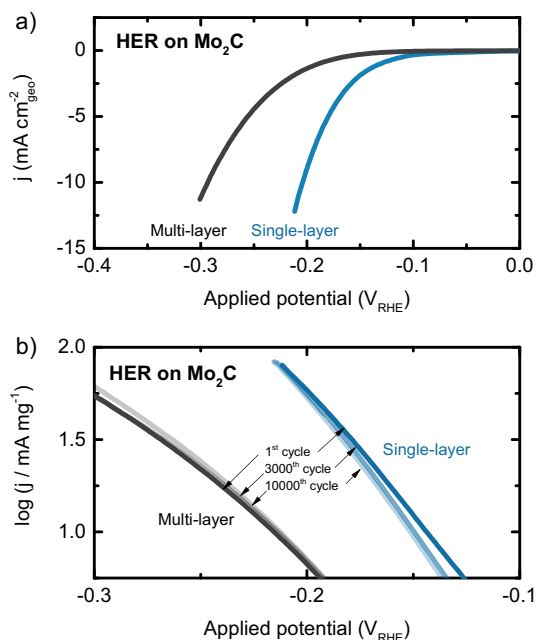 a)
HER on Mo₂C
0
-5
-10
-15
j (mA cm⁻²geo)
Multi-layer
Single-layer
-0.4
-0.3
-0.2
-0.1
0.0
Applied potential (V_RHE)
b)
HER on Mo₂C
2.0
1.5
1.0
log (j / mA mg⁻¹)
1st cycle
3000th cycle
10000th cycle
Single-layer
Multi-layer
-0.3
-0.2
-0.1
Applied potential (V_RHE)